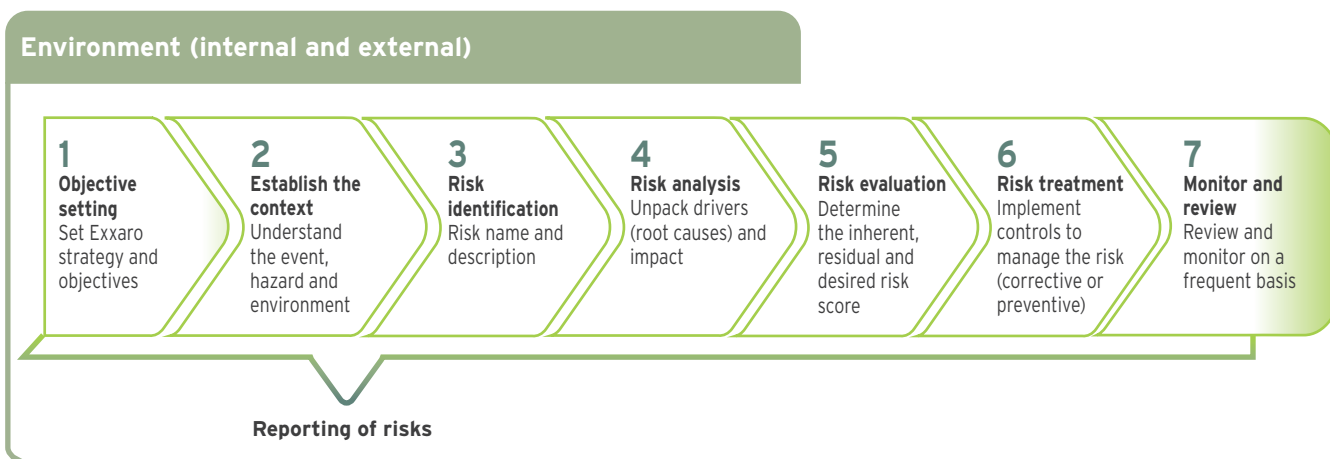 Environment (internal and external)
1
Objective
setting
Set Exxaro
strategy and
objectives
2
Establish the
context
Understand
the event,
hazard and
environment
3
Risk
identification
Risk name and
description
4
Risk analysis
Unpack drivers
(root causes) and
impact
5
Risk evaluation
Determine
the inherent,
residual and
desired risk
score
6
Risk treatment
Implement
controls to
manage the risk
(corrective or
preventive)
7
Monitor and
review
Review and
monitor on a
frequent basis
Reporting of risks